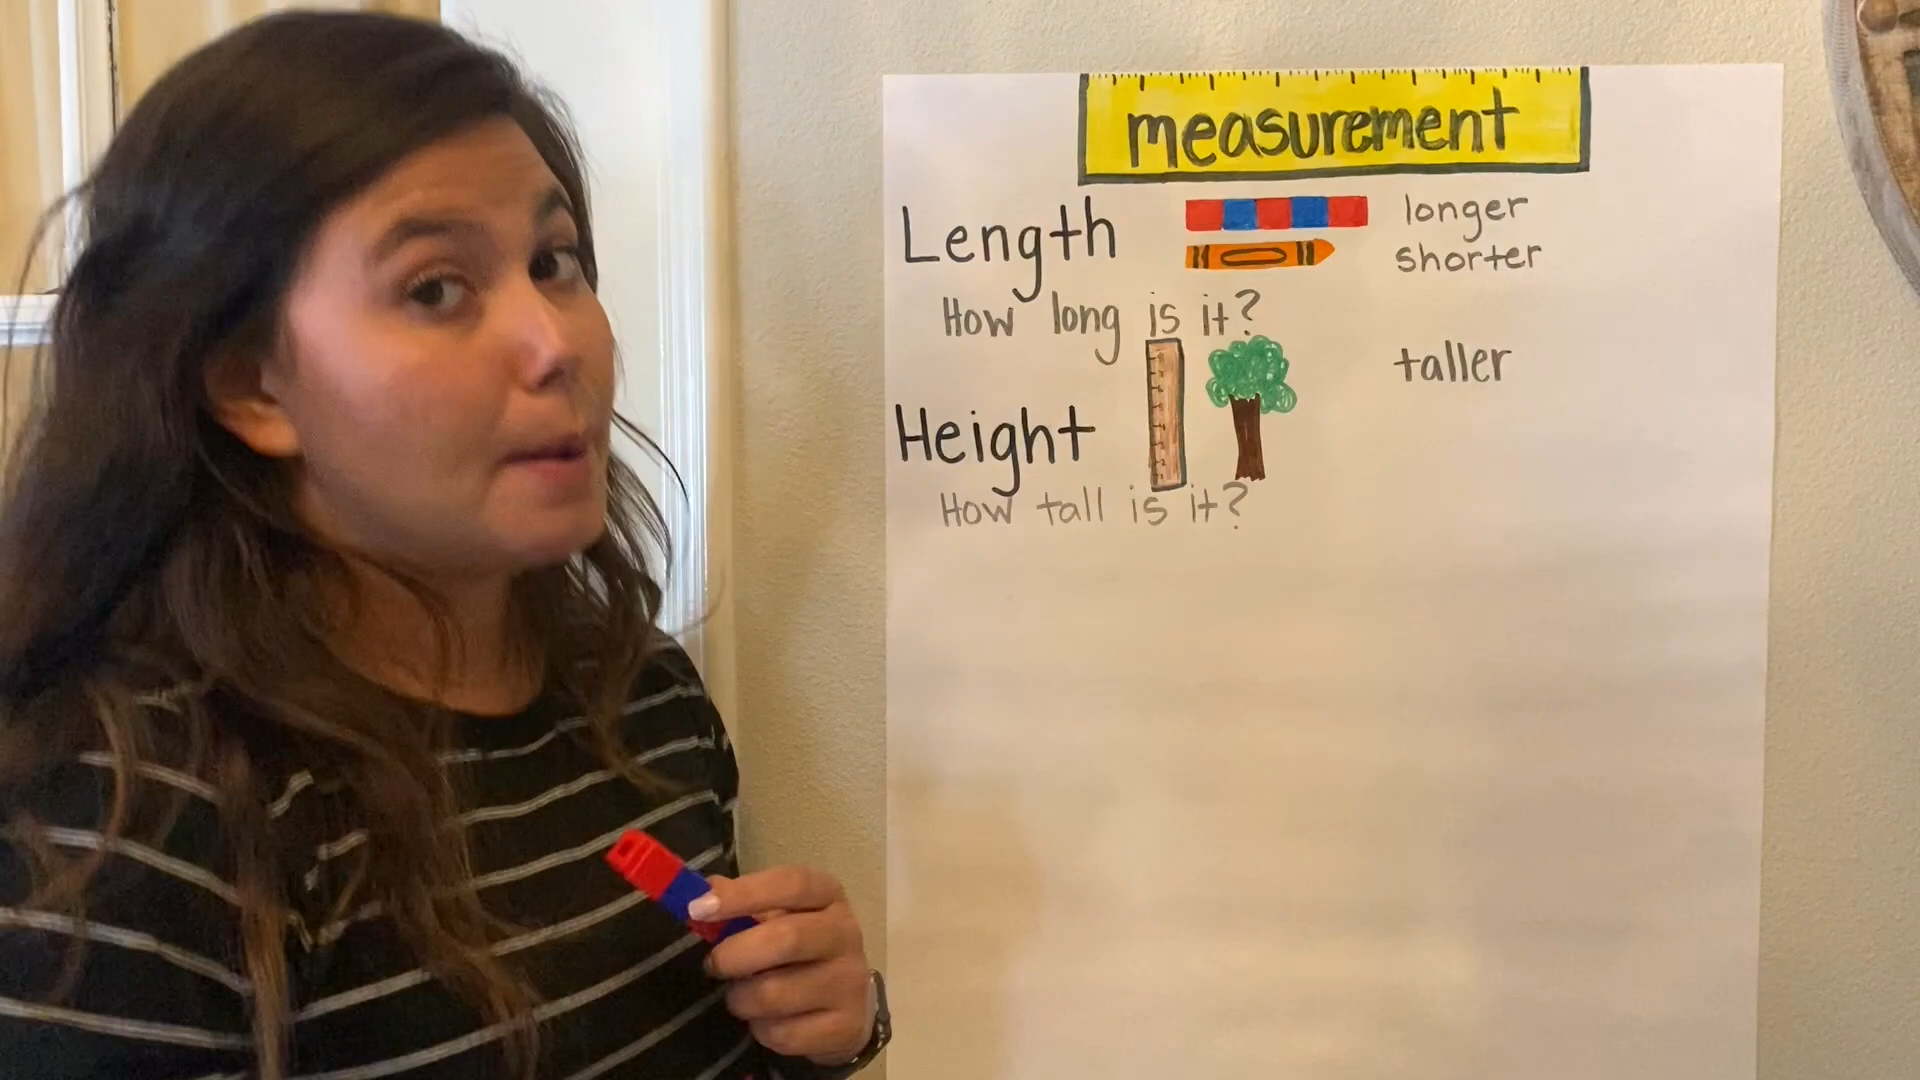 measurement
Length
longer
shorter
How long is it?
taller
Height
How tall is it?